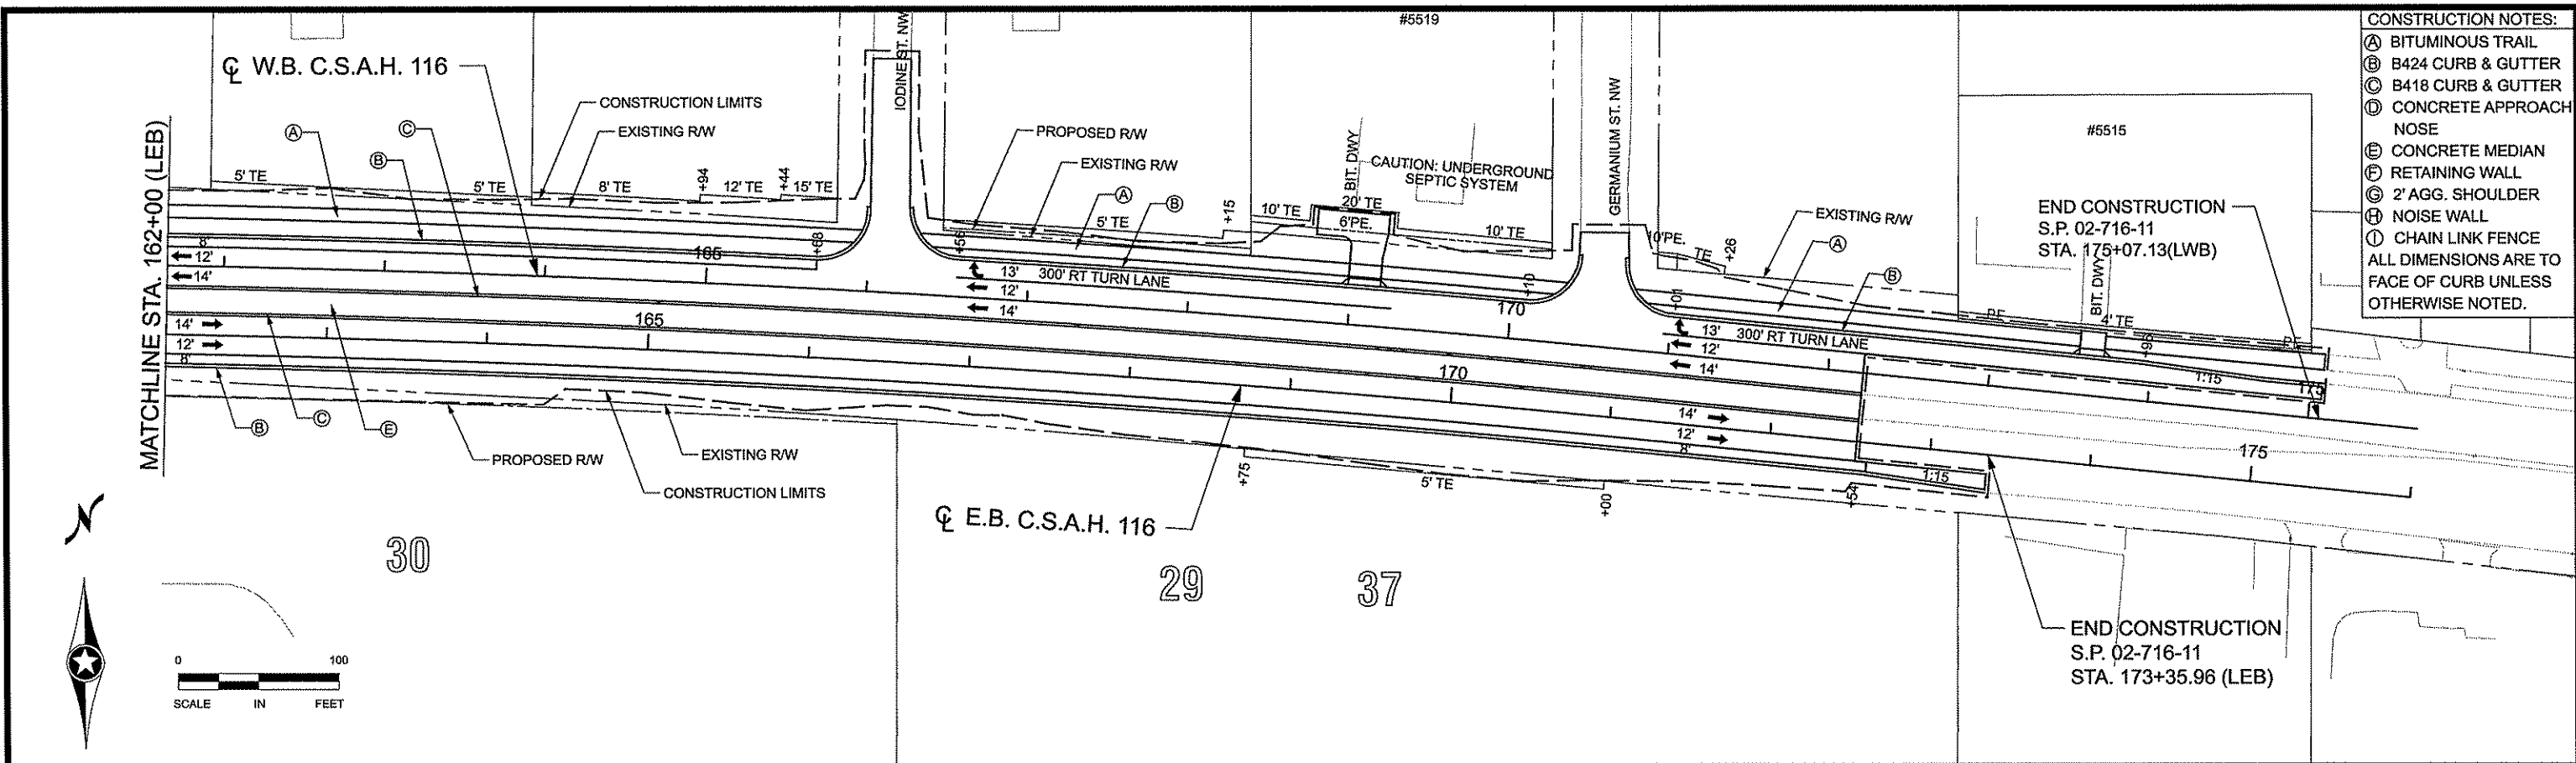 #5519
CONSTRUCTION NOTES:
Ⓐ BITUMINOUS TRAIL
Ⓑ B424 CURB & GUTTER
Ⓒ B418 CURB & GUTTER
Ⓓ CONCRETE APPROACH
NOSE
Ⓔ CONCRETE MEDIAN
Ⓕ RETAINING WALL
Ⓖ 2' AGG. SHOULDER
Ⓗ NOISE WALL
Ⓘ CHAIN LINK FENCE
ALL DIMENSIONS ARE TO
FACE OF CURB UNLESS
OTHERWISE NOTED.
℄ W.B. C.S.A.H. 116
CONSTRUCTION LIMITS
EXISTING R/W
Ⓐ
Ⓑ
Ⓒ
IODINE ST. NW
PROPOSED R/W
EXISTING R/W
Ⓐ
Ⓑ
BIT. DWY
CAUTION: UNDERGROUND
SEPTIC SYSTEM
GERMANIUM ST. NW
#5515
END CONSTRUCTION
S.P. 02-716-11
STA. 175+07.13(LWB)
BIT. DWY
EXISTING R/W
Ⓐ
Ⓑ
MATCHLINE STA. 162+00 (LEB)
5' TE
5' TE
8' TE
+94
12' TE
+44
15' TE
+68
+56
5' TE
+15
10' TE
20' TE
6'PE.
10' TE
+10
10'PE.
TE
+26
+01
PE
4' TE
+98
PE
1:15
175
8'
12'
14'
165
13'
300' RT TURN LANE
12'
14'
170
13'
300' RT TURN LANE
12'
14'
14'
12'
8'
165
170
14'
12'
8'
175
1:15
Ⓑ
Ⓒ
Ⓔ
PROPOSED R/W
EXISTING R/W
CONSTRUCTION LIMITS
+75
5' TE
+00
+54
℄ E.B. C.S.A.H. 116
30
29
37
N
END CONSTRUCTION
S.P. 02-716-11
STA. 173+35.96 (LEB)
0 100
SCALE IN FEET